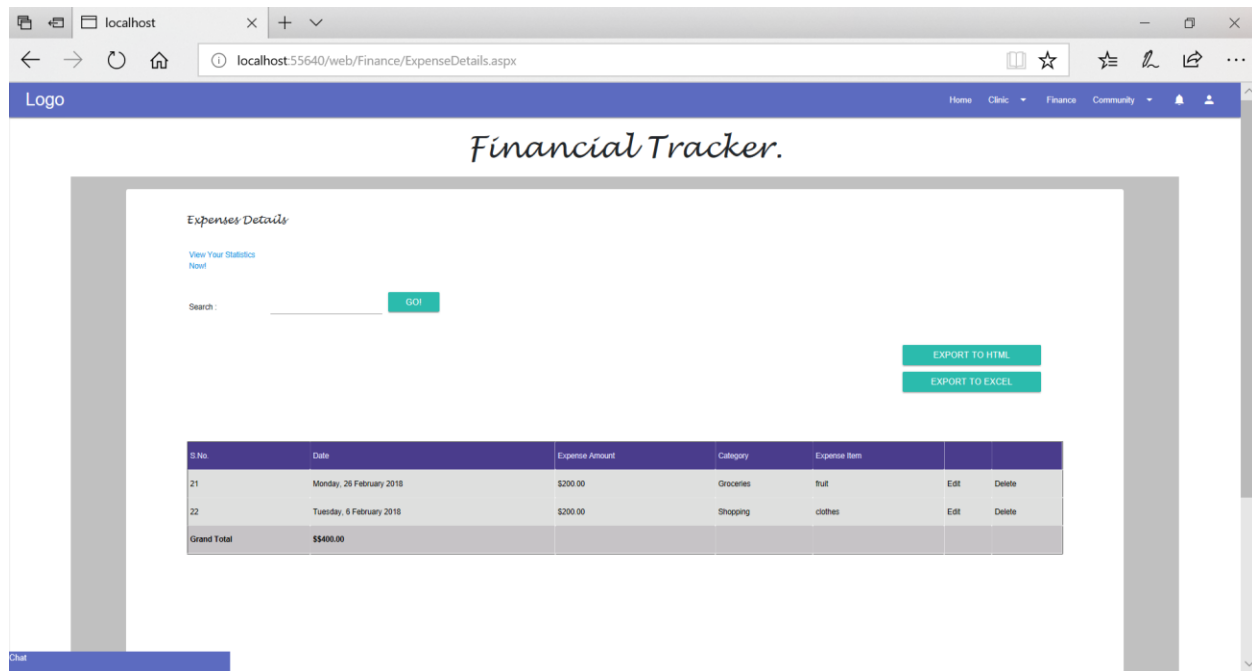 localhost
localhost:55640/web/Finance/ExpenseDetails.aspx
Logo Home Clinic Finance Community
Financial Tracker.
Expenses Details
View Your Statistics
Now!
Search : GO!
EXPORT TO HTML
EXPORT TO EXCEL
S.No. Date Expense Amount Category Expense Item
21 Monday, 26 February 2018 $200.00 Groceries fruit Edit Delete
22 Tuesday, 6 February 2018 $200.00 Shopping clothes Edit Delete
Grand Total $$400.00
Chat